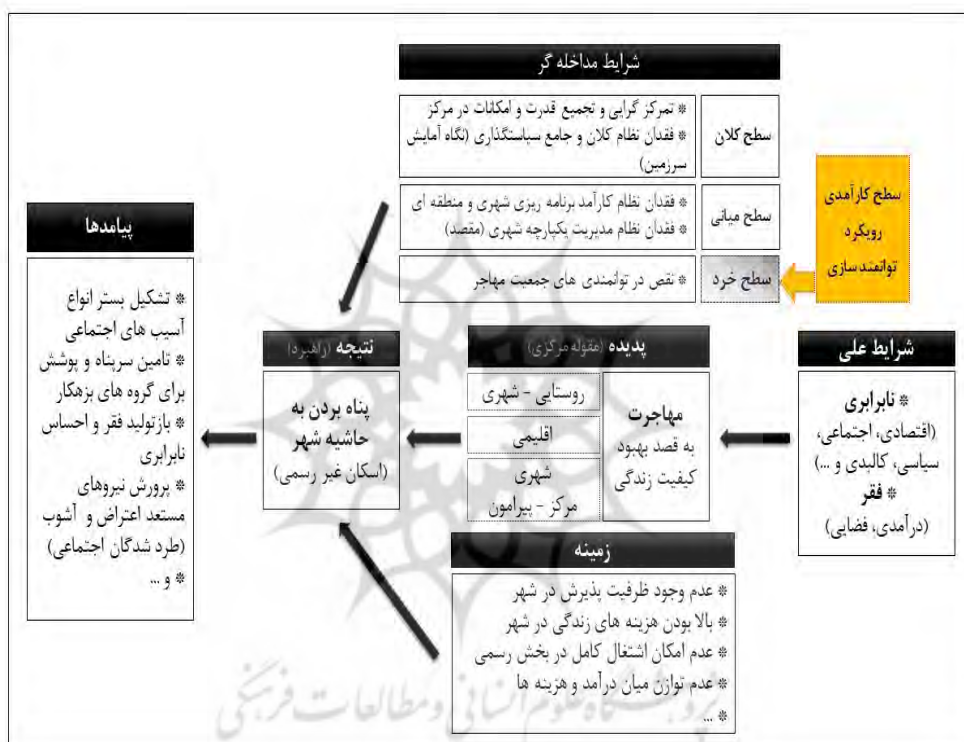 شرایط مداخله گر
سطح کلان
* تمرکز گرایی و تجمیع قدرت و امکانات در مرکز
* فقدان نظام کلان و جامع سیاستگذاری (نگاه آمایش
سرزمین)
سطح میانی
* فقدان نظام کارآمد برنامه ریزی شهری و منطقه ای
* فقدان نظام مدیریت یکپارچه شهری (مقصد)
سطح خرد
* نقص در توانمندی های جمعیت مهاجر
سطح کارآمدی
رویکرد
توانمندسازی
شرایط علی
* نابرابری
(اقتصادی، اجتماعی،
سیاسی، کالبدی و ...)
* فقر
(درآمدی، فضایی)
پدیده (مقوله مرکزی)
مهاجرت
به قصد بهبود
کیفیت زندگی
روستایی - شهری
اقلیمی
شهری
مرکز - پیرامون
زمینه
* عدم وجود ظرفیت پذیرش در شهر
* بالا بودن هزینه های زندگی در شهر
* عدم امکان اشتغال کامل در بخش رسمی
* عدم توازن میان درآمد و هزینه ها
* ...
نتیجه (راهبرد)
پناه بردن به
حاشیه شهر
(اسکان غیر رسمی)
پیامدها
* تشکیل بستر انواع
آسیب های اجتماعی
* تامین سرپناه و پوشش
برای گروه های بزهکار
* بازتولید فقر و احساس
نابرابری
* پرورش نیروهای
مستعد اعتراض و آشوب
(طرد شدگان اجتماعی)
* و ...
پژوهشگاه علوم انسانی و مطالعات فرهنگی